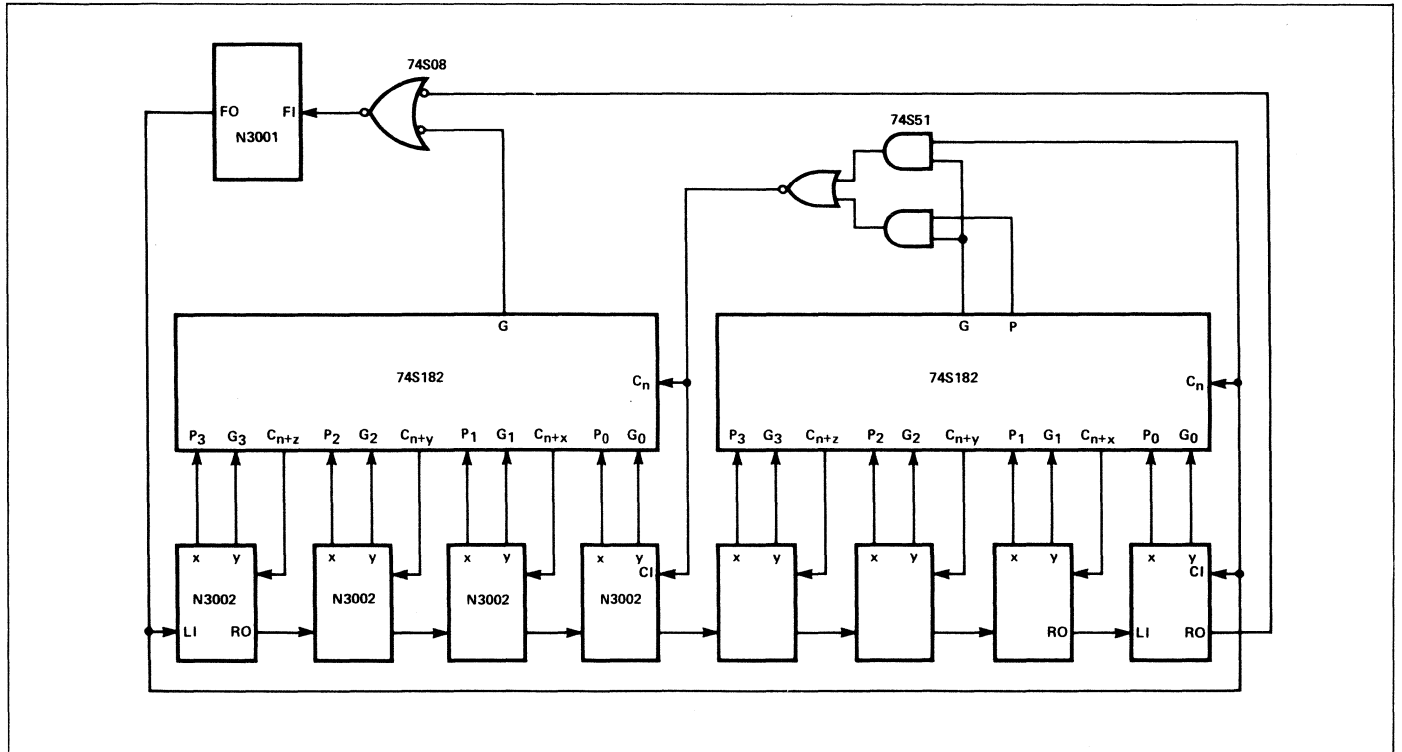 74S08
FO FI
N3001
74S51
G
G P
74S182
Cn
74S182
Cn
P3 G3 Cn+z P2 G2 Cn+y P1 G1 Cn+x P0 G0
P3 G3 Cn+z P2 G2 Cn+y P1 G1 Cn+x P0 G0
x y
x y
x y
x y
CI
x y
x y
x y
x y
CI
N3002
N3002
N3002
N3002
LI RO
RO
LI RO